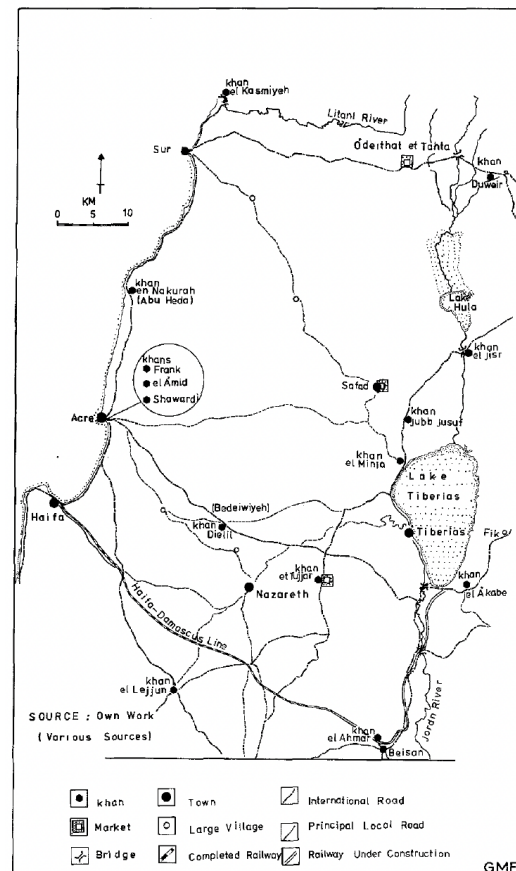 khan
el Kasmiyeh
Litani River
Sur
Odeithat et Tahta
khan
Duweir
KM
0 5 10
khan
en Nakurah
(Abu Heda)
Lake
Hula
khan
el jisr
khans
Frank
el Amid
Shawardi
Acre
Safad
khan
jubb jusuf
khan
el Minja
Lake
Tiberias
Haifa
(Bedeiwiyeh)
khan
Dielil
Tiberias
Fik
khan
et Tujjar
Nazareth
khan
el Akabe
Haifa-Damascus Line
khan
el Lejjun
SOURCE ; Own Work
(Various Sources)
Jordn River
khan
el Ahmar
Beisan
khan
Town
International Road
Market
Large Village
Principal Local Road
Bridge
Completed Railway
Railway Under Construction